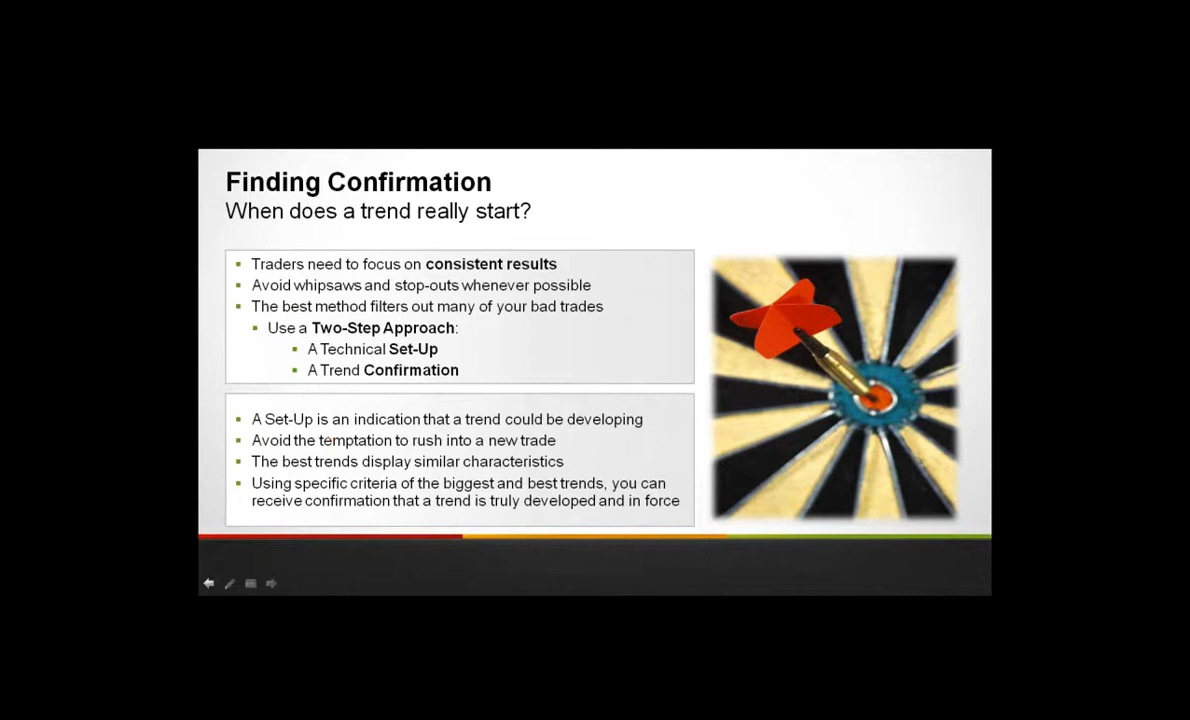 Finding Confirmation
When does a trend really start?
Traders need to focus on consistent results
Avoid whipsaws and stop-outs whenever possible
The best method filters out many of your bad trades
Use a Two-Step Approach:
A Technical Set-Up
A Trend Confirmation
A Set-Up is an indication that a trend could be developing
Avoid the temptation to rush into a new trade
The best trends display similar characteristics
Using specific criteria of the biggest and best trends, you can
receive confirmation that a trend is truly developed and in force